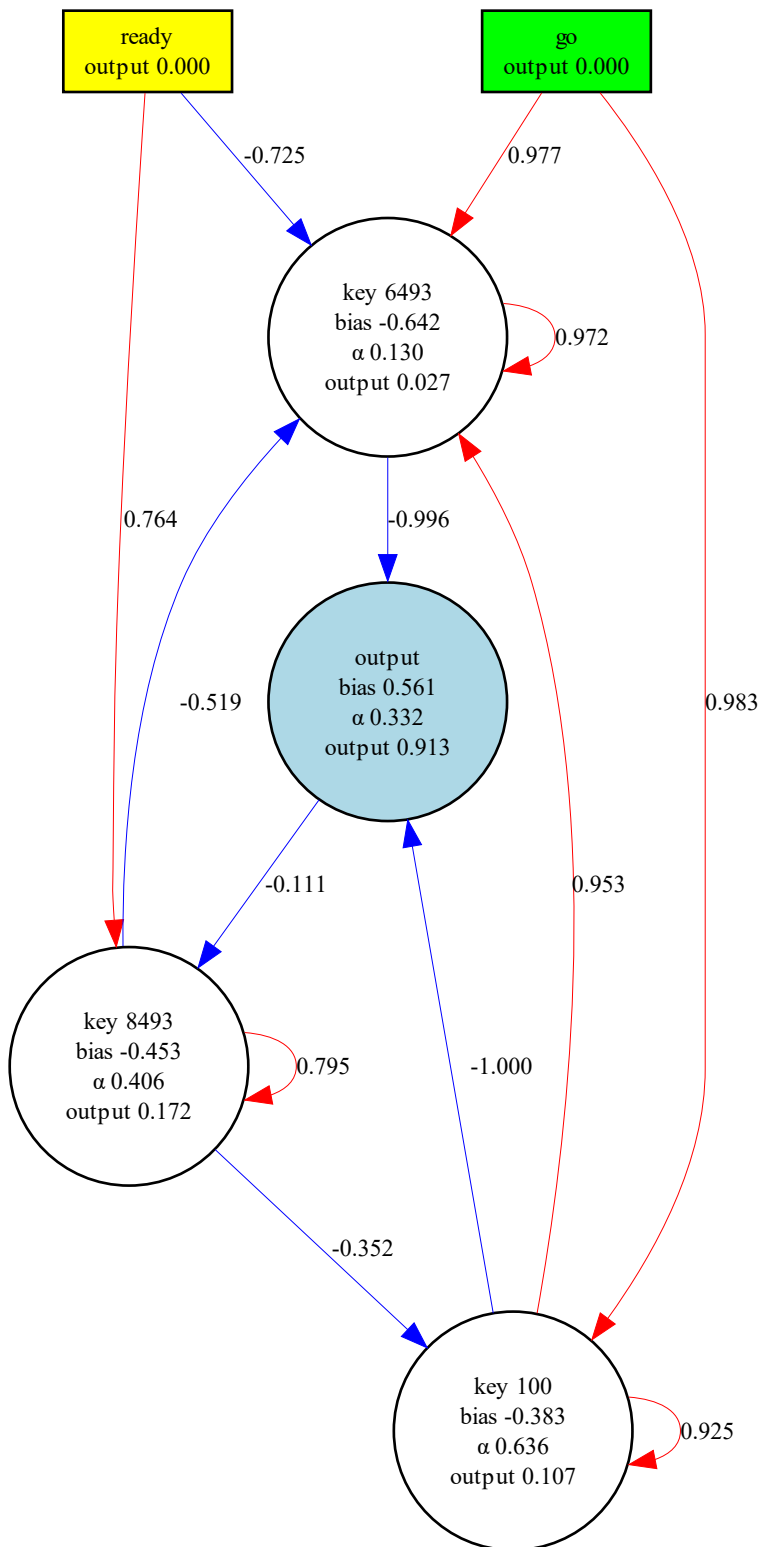 ready
output 0.000
go
output 0.000
-0.725
0.977
key 6493
bias -0.642
α 0.130
output 0.027
0.972
0.764
-0.996
-0.519
output
bias 0.561
α 0.332
output 0.913
0.983
-0.111
0.953
key 8493
bias -0.453
α 0.406
output 0.172
0.795
-1.000
-0.352
key 100
bias -0.383
α 0.636
output 0.107
0.925